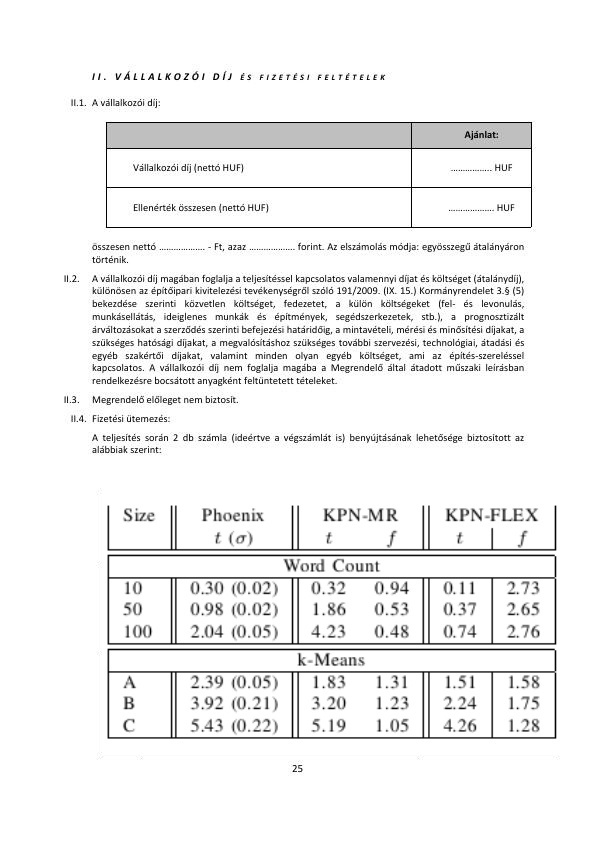 II. VÁLLALKOZÓI DÍJ ÉS FIZETÉSI FELTÉTELEK
II.1. A vállalkozói díj:
Ajánlat:
Vállalkozói díj (nettó HUF) …………….. HUF
Ellenérték összesen (nettó HUF) ………………. HUF
összesen nettó ………………. - Ft, azaz ………………. forint. Az elszámolás módja: egyösszegű átalányáron
történik.
II.2. A vállalkozói díj magában foglalja a teljesítéssel kapcsolatos valamennyi díjat és költséget (átalánydíj),
különösen az építőipari kivitelezési tevékenységről szóló 191/2009. (IX. 15.) Kormányrendelet 3.§ (5)
bekezdése szerinti közvetlen költséget, fedezetet, a külön költségeket (fel- és levonulás,
munkásellátás, ideiglenes munkák és építmények, segédszerkezetek, stb.), a prognosztizált
árváltozásokat a szerződés szerinti befejezési határidőig, a mintavételi, mérési és minősítési díjakat, a
szükséges hatósági díjakat, a megvalósításhoz szükséges további szervezési, technológiai, átadási és
egyéb szakértői díjakat, valamint minden olyan egyéb költséget, ami az építés-szereléssel
kapcsolatos. A vállalkozói díj nem foglalja magába a Megrendelő által átadott műszaki leírásban
rendelkezésre bocsátott anyagként feltüntetett tételeket.
II.3. Megrendelő előleget nem biztosít.
II.4. Fizetési ütemezés:
A teljesítés során 2 db számla (ideértve a végszámlát is) benyújtásának lehetősége biztosított az
alábbiak szerint:
Size Phoenix KPN-MR KPN-FLEX
t (σ) t f t f
Word Count
10 0.30 (0.02) 0.32 0.94 0.11 2.73
50 0.98 (0.02) 1.86 0.53 0.37 2.65
100 2.04 (0.05) 4.23 0.48 0.74 2.76
k-Means
A 2.39 (0.05) 1.83 1.31 1.51 1.58
B 3.92 (0.21) 3.20 1.23 2.24 1.75
C 5.43 (0.22) 5.19 1.05 4.26 1.28
25